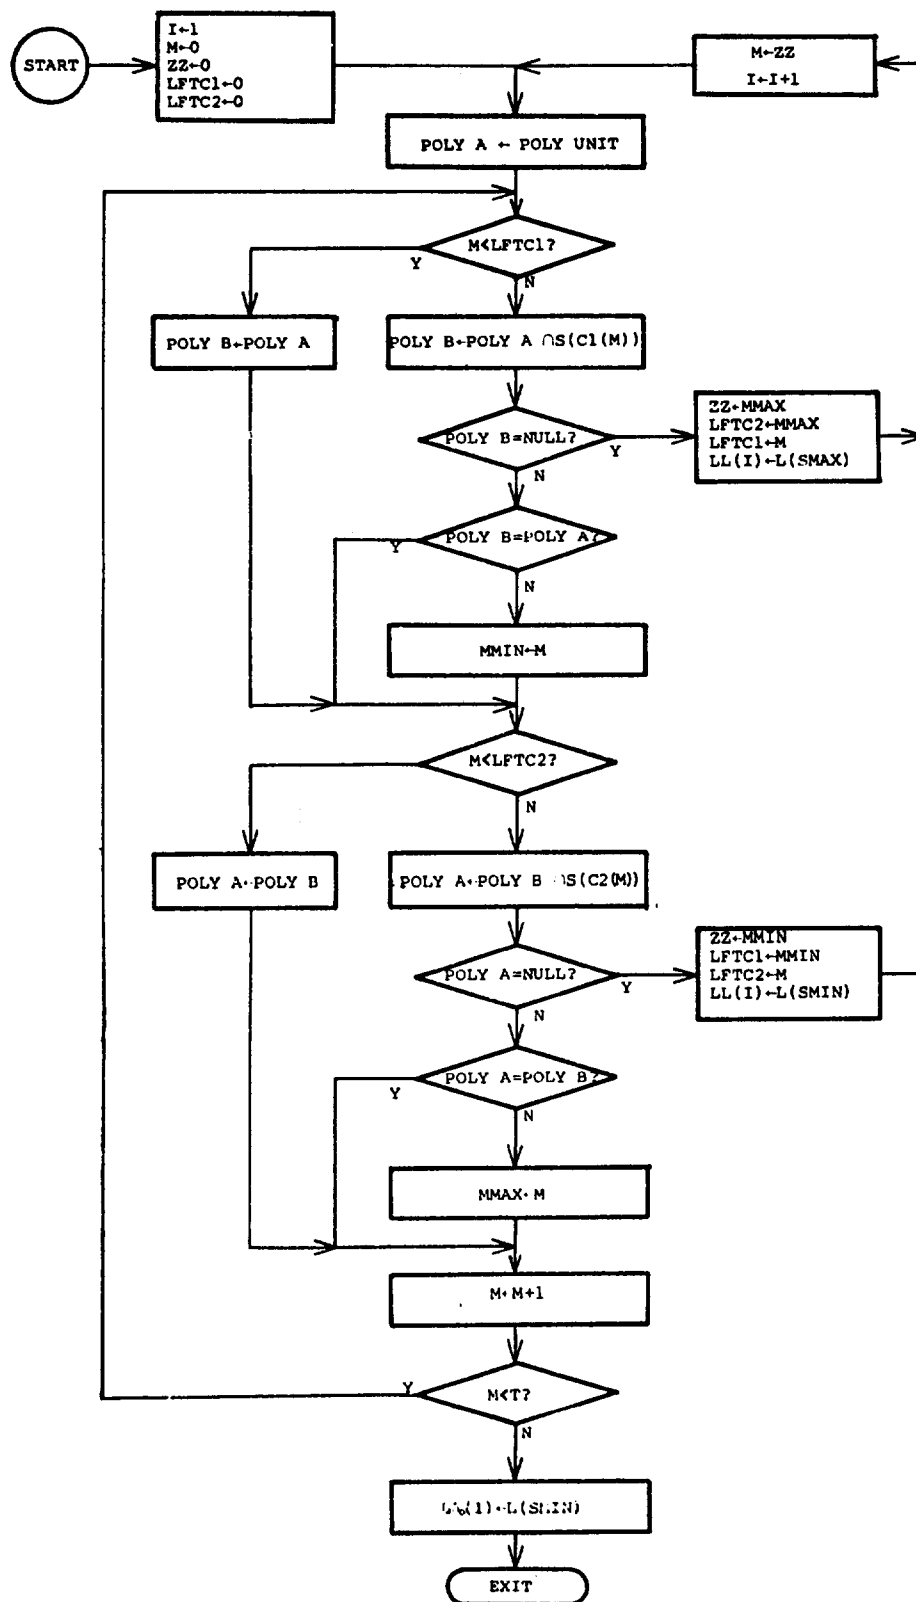 START
I←1
M←0
ZZ←0
LFTC1←0
LFTC2←0
M←ZZ
I←I+1
POLY A ← POLY UNIT
M<LFTC1?
Y
N
POLY B←POLY A
POLY B←POLY A ∩S(C1(M))
POLY B=NULL?
Y
N
ZZ←MMAX
LFTC2←MMAX
LFTC1←M
LL(I)←L(SMAX)
POLY B=POLY A?
Y
N
MMIN←M
M<LFTC2?
N
POLY A←POLY B
POLY A←POLY B ∩S(C2(M))
POLY A=NULL?
Y
N
ZZ←MMIN
LFTC1←MMIN
LFTC2←M
LL(I)←L(SMIN)
POLY A=POLY B?
Y
N
MMAX←M
M←M+1
M<T?
Y
N
←L(SMIN)
EXIT